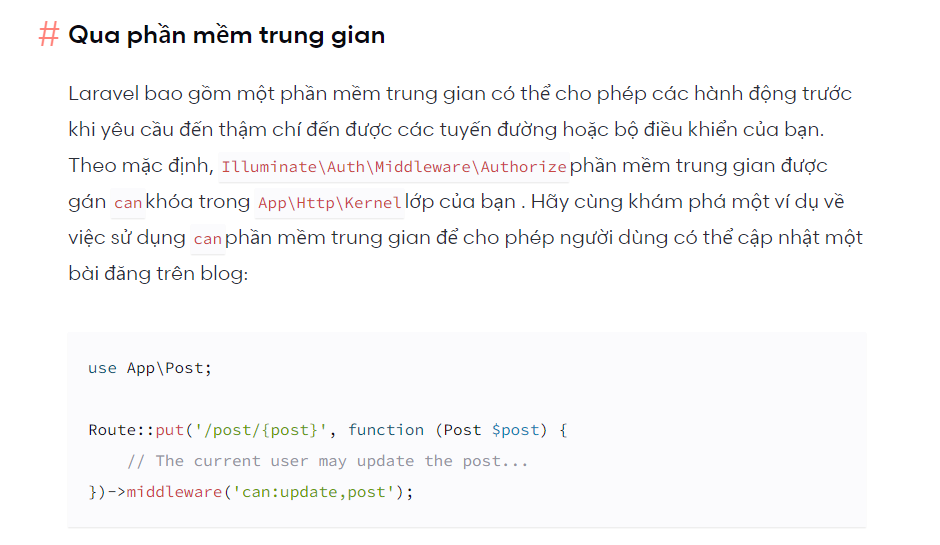 # Qua phần mềm trung gian
Laravel bao gồm một phần mềm trung gian có thể cho phép các hành động trước
khi yêu cầu đến thậm chí đến được các tuyến đường hoặc bộ điều khiển của bạn.
Theo mặc định, Illuminate\Auth\Middleware\Authorize phần mềm trung gian được
gán can khóa trong App\Http\Kernel lớp của bạn . Hãy cùng khám phá một ví dụ về
việc sử dụng can phần mềm trung gian để cho phép người dùng có thể cập nhật một
bài đăng trên blog:
use App\Post;
Route::put('/post/{post}', function (Post $post) {
    // The current user may update the post...
})->middleware('can:update,post');